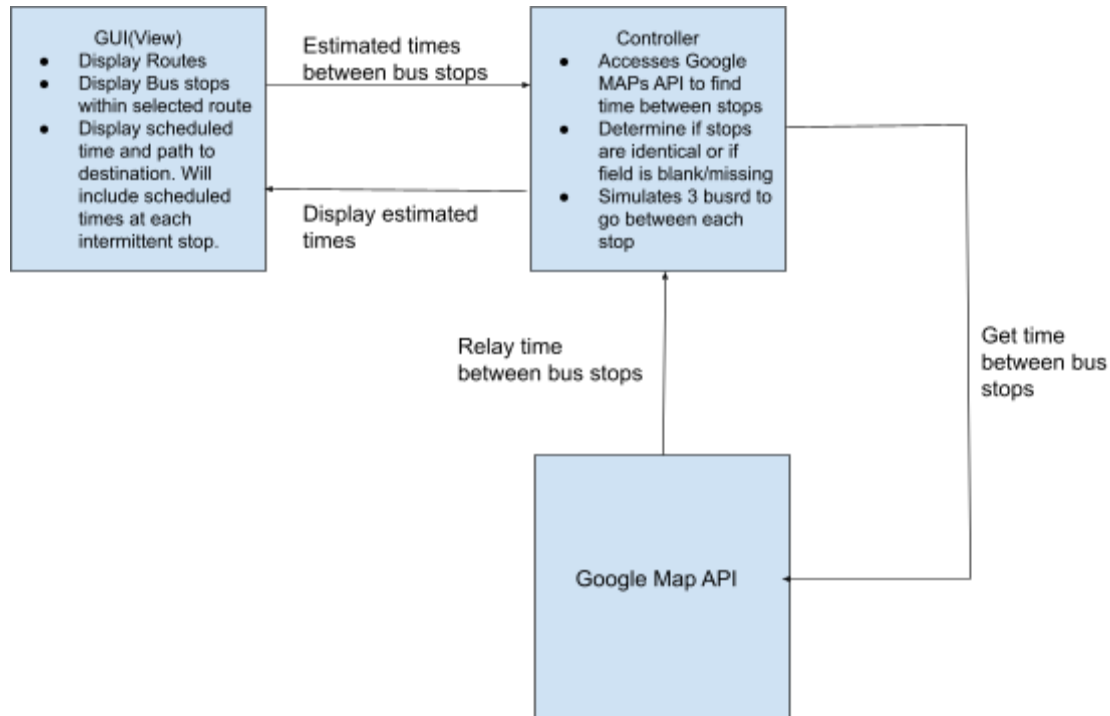 GUI(View)
● Display Routes
● Display Bus stops
within selected route
● Display scheduled
time and path to
destination. Will
include scheduled
times at each
intermittent stop.
Estimated times
between bus stops
Display estimated
times
Controller
● Accesses Google
MAPs API to find
time between stops
● Determine if stops
are identical or if
field is blank/missing
● Simulates 3 busrd to
go between each
stop
Relay time
between bus stops
Get time
between bus
stops
Google Map API